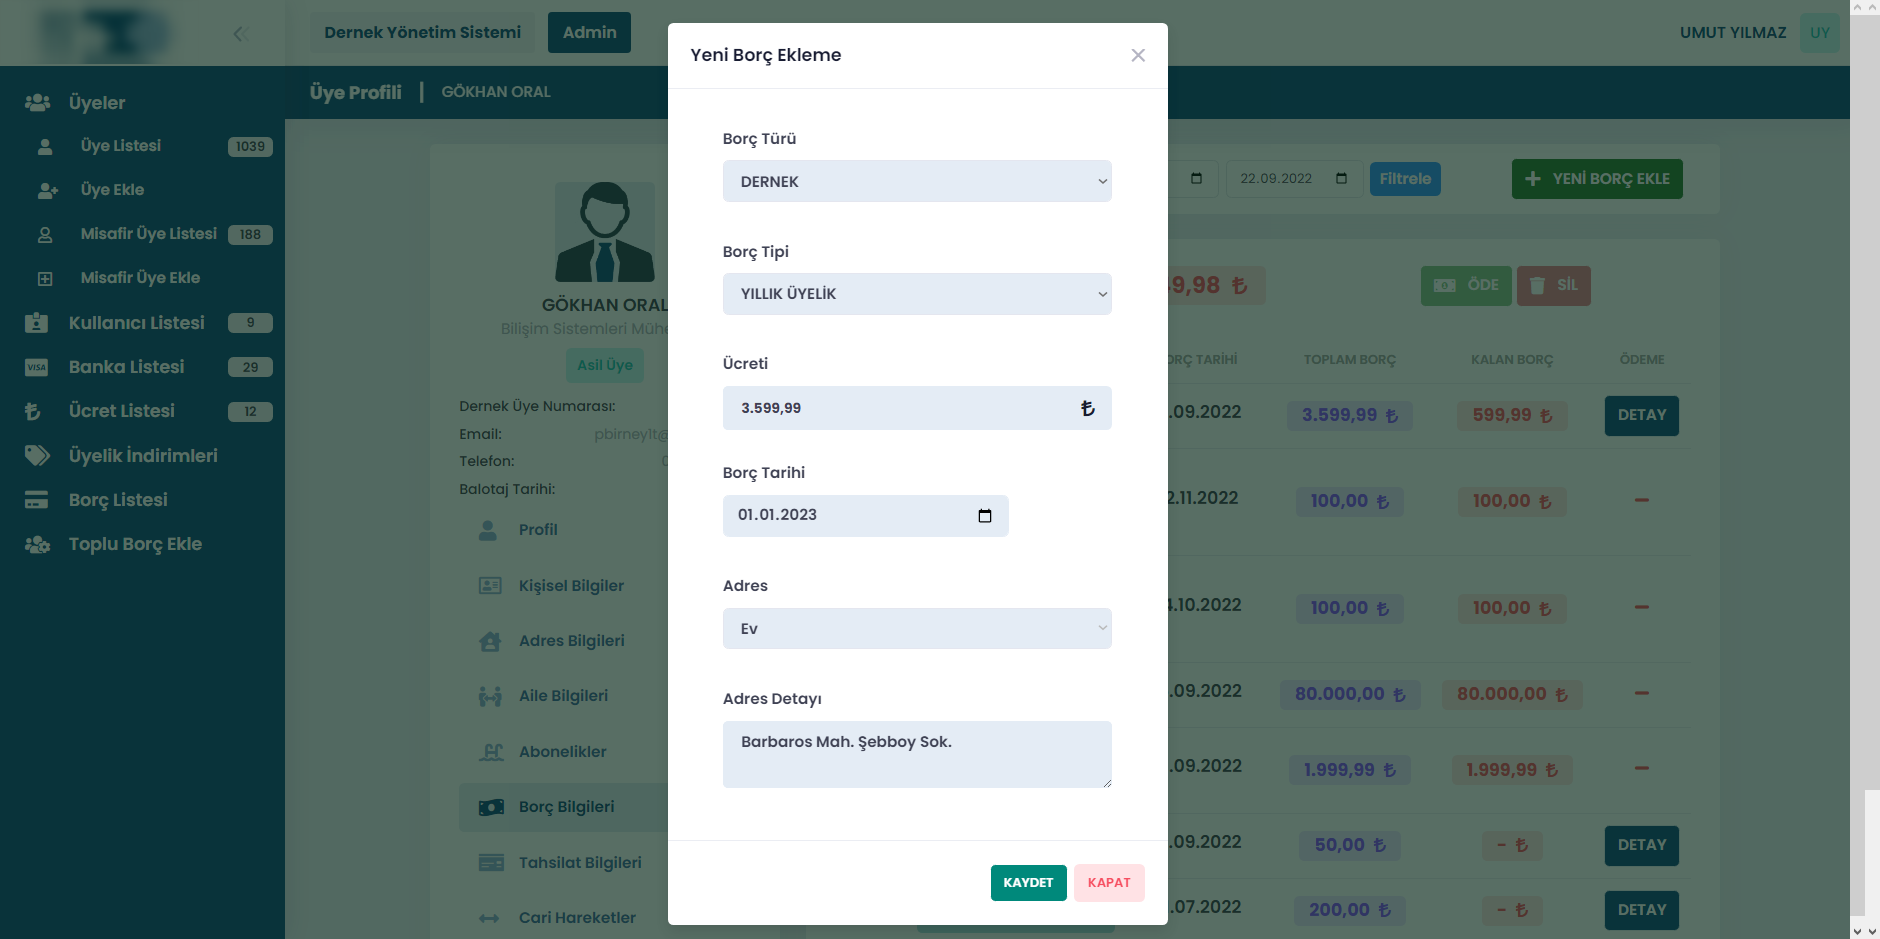 Dernek Yönetim Sistemi
Admin
UMUT YILMAZ
UY
Üye Profili
GÖKHAN ORAL
Üyeler
Üye Listesi 1039
Üye Ekle
Misafir Üye Listesi 188
Misafir Üye Ekle
Kullanıcı Listesi 9
VISA Banka Listesi 29
Ücret Listesi 12
Üyelik İndirimleri
Borç Listesi
Toplu Borç Ekle
GÖKHAN ORAL
Bilişim Sistemleri Mühe
Asil Üye
Dernek Üye Numarası:
Email: pbirney1t@
Telefon: 0
Balotaj Tarihi:
Profil
Kişisel Bilgiler
Adres Bilgileri
Aile Bilgileri
Abonelikler
Borç Bilgileri
Tahsilat Bilgileri
Cari Hareketler
Yeni Borç Ekleme
Borç Türü
DERNEK
Borç Tipi
YILLIK ÜYELİK
Ücreti
3.599,99 ₺
Borç Tarihi
01.01.2023
Adres
Ev
Adres Detayı
Barbaros Mah. Şebboy Sok.
KAYDET
KAPAT
22.09.2022
Filtrele
YENİ BORÇ EKLE
9,98 ₺
ÖDE
SİL
RÇ TARİHİ TOPLAM BORÇ KALAN BORÇ ÖDEME
.09.2022 3.599,99 ₺ 599,99 ₺ DETAY
2.11.2022 100,00 ₺ 100,00 ₺ -
.10.2022 100,00 ₺ 100,00 ₺ -
.09.2022 80.000,00 ₺ 80.000,00 ₺ -
.09.2022 1.999,99 ₺ 1.999,99 ₺ -
.09.2022 50,00 ₺ - ₺ DETAY
.07.2022 200,00 ₺ - ₺ DETAY